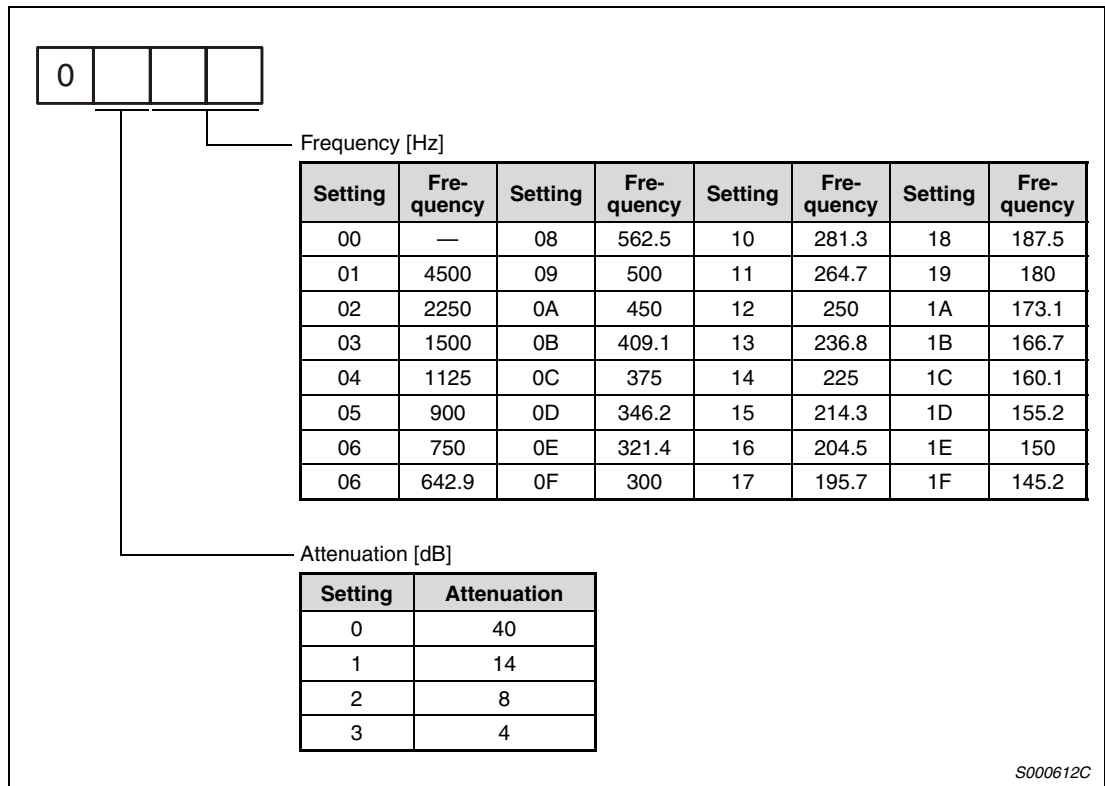 0
Frequency [Hz]
Setting Fre-quency Setting Fre-quency Setting Fre-quency Setting Fre-quency
00 — 08 562.5 10 281.3 18 187.5
01 4500 09 500 11 264.7 19 180
02 2250 0A 450 12 250 1A 173.1
03 1500 0B 409.1 13 236.8 1B 166.7
04 1125 0C 375 14 225 1C 160.1
05 900 0D 346.2 15 214.3 1D 155.2
06 750 0E 321.4 16 204.5 1E 150
06 642.9 0F 300 17 195.7 1F 145.2
Attenuation [dB]
Setting Attenuation
0 40
1 14
2 8
3 4
S000612C